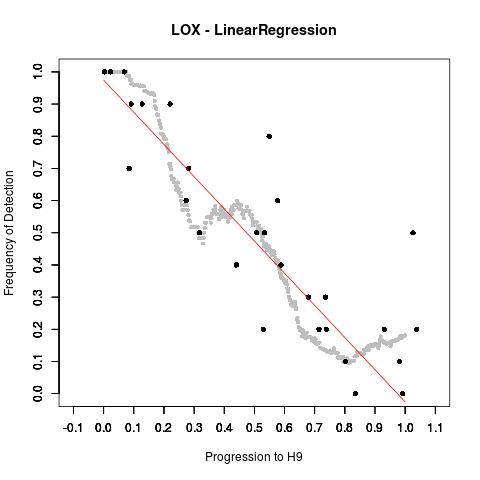 LOX - LinearRegression
1.0
0.9
0.8
0.7
0.6
0.5
0.4
0.3
0.2
0.1
0.0
Frequency of Detection
-0.1 0.0 0.1 0.2 0.3 0.4 0.5 0.6 0.7 0.8 0.9 1.0 1.1
Progression to H9